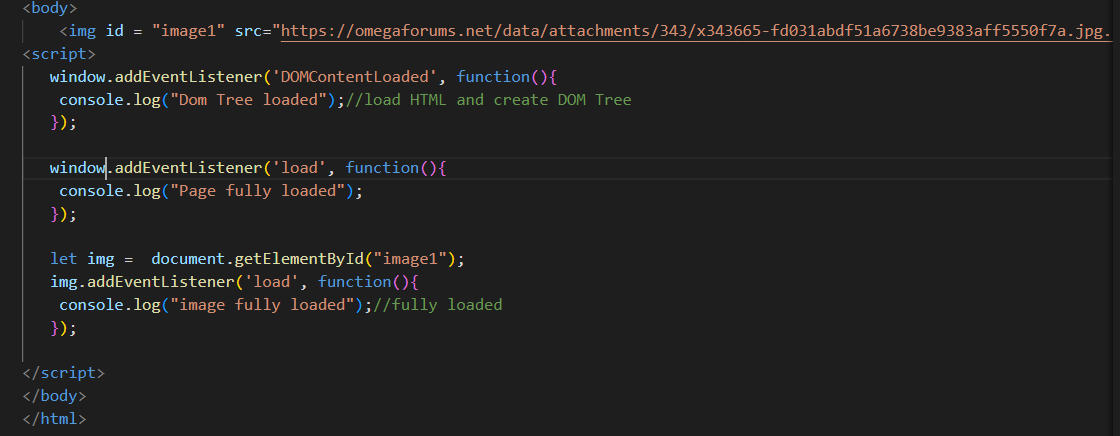 <body>
<img id = "image1" src="https://omegaforums.net/data/attachments/343/x343665-fd031abdf51a6738be9383aff5550f7a.jpg.
<script>
window.addEventListener('DOMContentLoaded', function(){
console.log("Dom Tree loaded");//load HTML and create DOM Tree
});
window.addEventListener('load', function(){
console.log("Page fully loaded");
});
let img =  document.getElementById("image1");
img.addEventListener('load', function(){
console.log("image fully loaded");//fully loaded
});
</script>
</body>
</html>